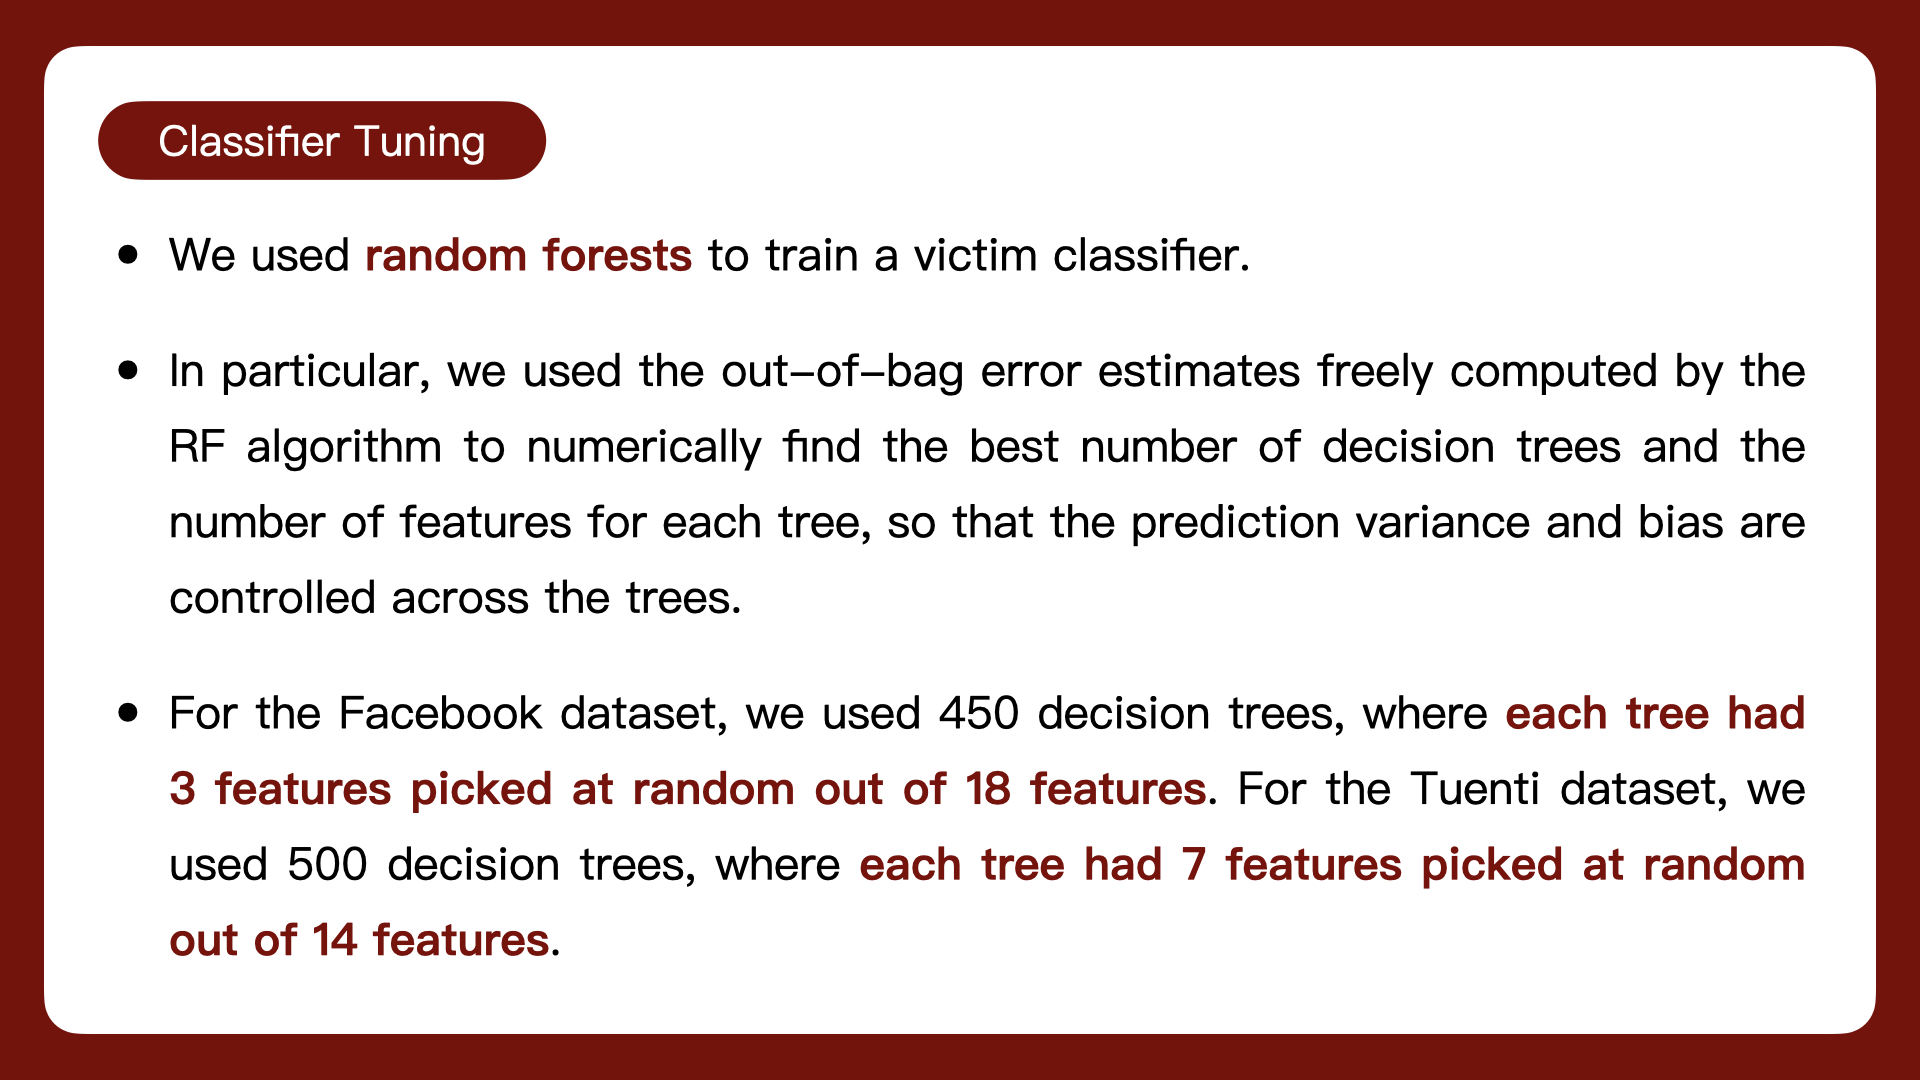 Classifier Tuning
• We used random forests to train a victim classifier.
• In particular, we used the out-of-bag error estimates freely computed by the
RF algorithm to numerically find the best number of decision trees and the
number of features for each tree, so that the prediction variance and bias are
controlled across the trees.
• For the Facebook dataset, we used 450 decision trees, where each tree had
3 features picked at random out of 18 features. For the Tuenti dataset, we
used 500 decision trees, where each tree had 7 features picked at random
out of 14 features.